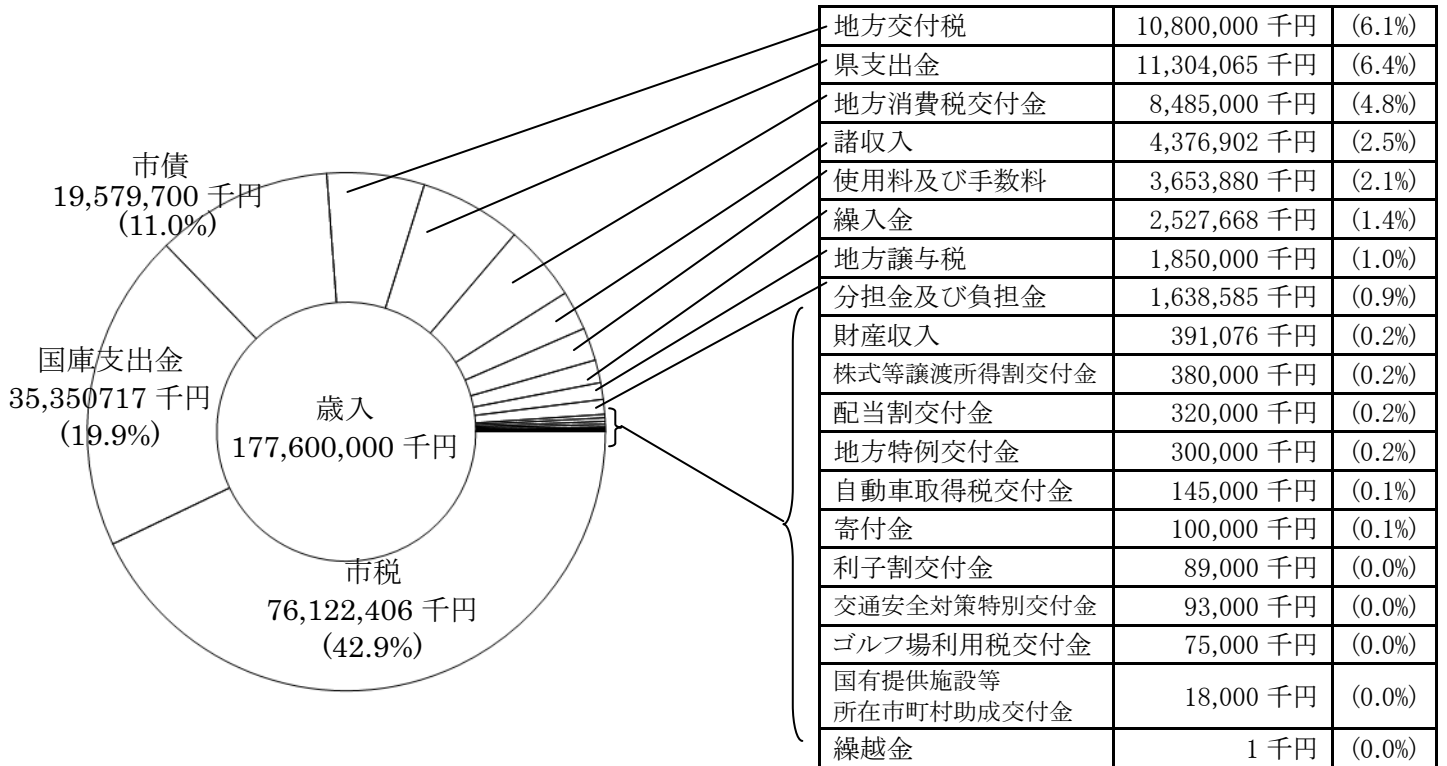 市債
19,579,700 千円
(11.0%)
国庫支出金
35,350717 千円
(19.9%)
歳入
177,600,000 千円
市税
76,122,406 千円
(42.9%)
地方交付税 10,800,000 千円 (6.1%)
県支出金 11,304,065 千円 (6.4%)
地方消費税交付金 8,485,000 千円 (4.8%)
諸収入 4,376,902 千円 (2.5%)
使用料及び手数料 3,653,880 千円 (2.1%)
繰入金 2,527,668 千円 (1.4%)
地方譲与税 1,850,000 千円 (1.0%)
分担金及び負担金 1,638,585 千円 (0.9%)
財産収入 391,076 千円 (0.2%)
株式等譲渡所得割交付金 380,000 千円 (0.2%)
配当割交付金 320,000 千円 (0.2%)
地方特例交付金 300,000 千円 (0.2%)
自動車取得税交付金 145,000 千円 (0.1%)
寄付金 100,000 千円 (0.1%)
利子割交付金 89,000 千円 (0.0%)
交通安全対策特別交付金 93,000 千円 (0.0%)
ゴルフ場利用税交付金 75,000 千円 (0.0%)
国有提供施設等
所在市町村助成交付金 18,000 千円 (0.0%)
繰越金 1 千円 (0.0%)